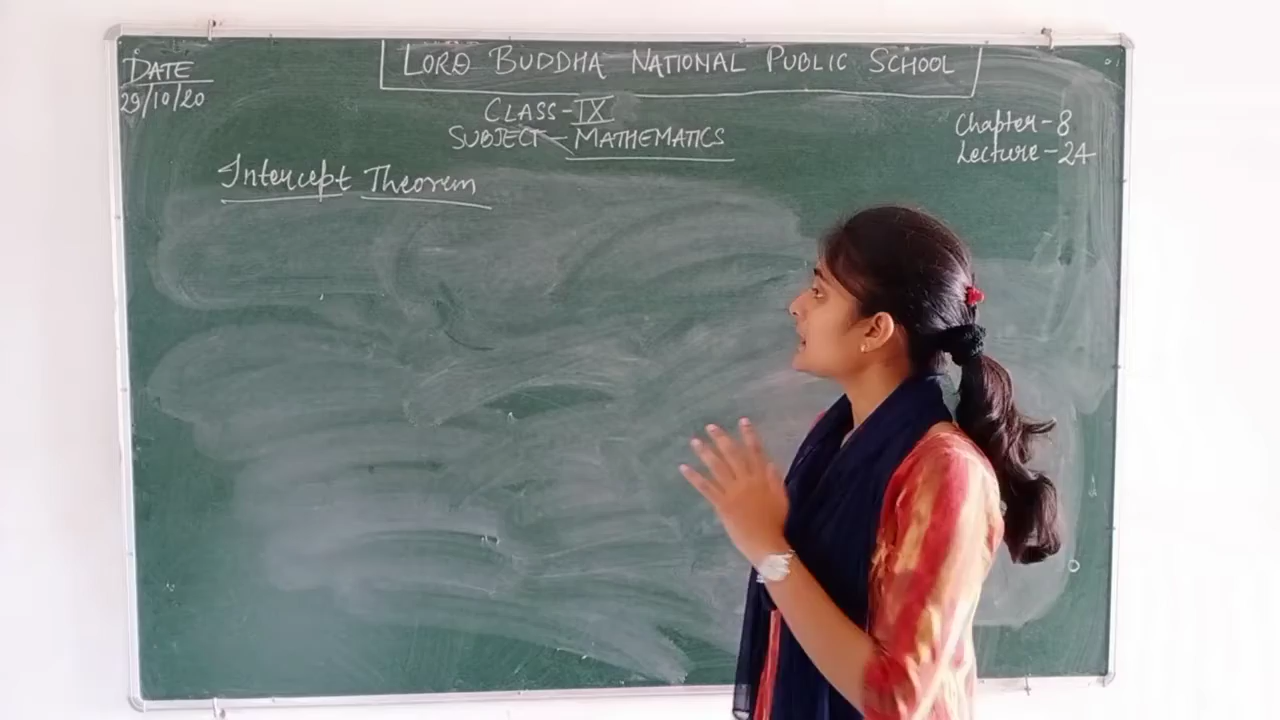 DATE
29/10/20
LORD BUDDHA NATIONAL PUBLIC SCHOOL
CLASS-IX
SUBJECT-MATHEMATICS
Chapter-8
Lecture-24
Intercept Theorem